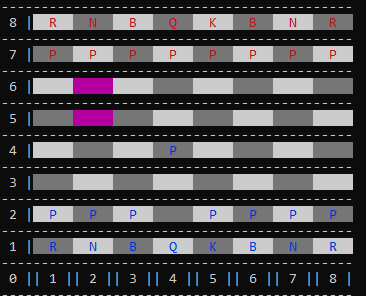 8 | R N B Q K B N R
7 | P P P P P P P P
6 |
5 |
4 | P
3 |
2 | P P P P P P P
1 | R N B Q K B N R
0 || 1 || 2 || 3 || 4 || 5 || 6 || 7 || 8 |